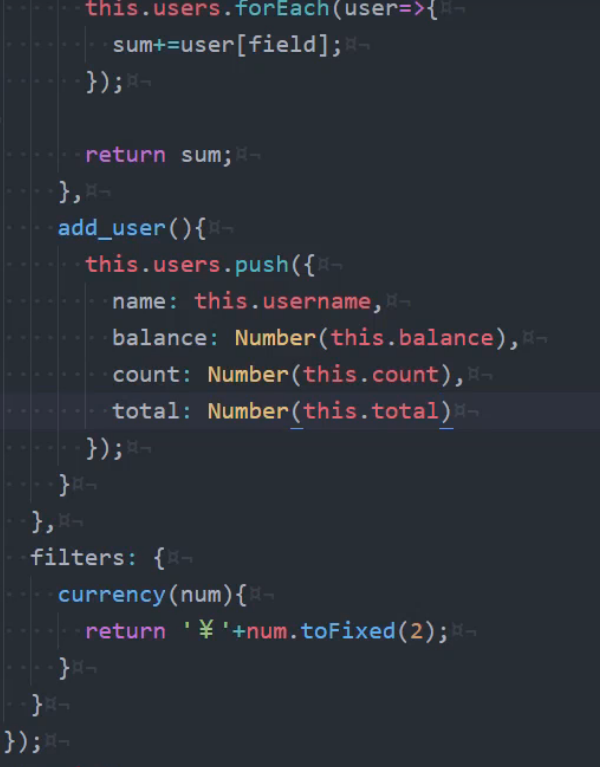 this.users.forEach(user=>{
sum+=user[field];
});
return sum;
},
add_user(){
this.users.push({
name: this.username,
balance: Number(this.balance),
count: Number(this.count),
total: Number(this.total)
});
}
},
filters: {
currency(num){
return '¥'+num.toFixed(2);
}
}
});